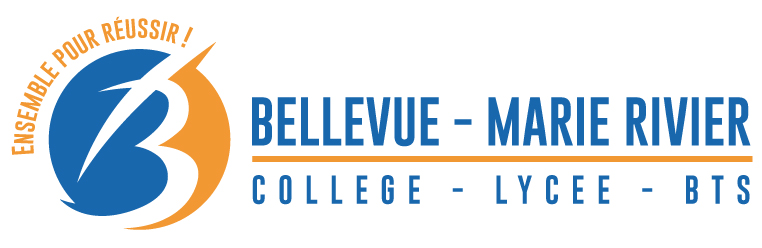 ENSEMBLE POUR RÉUSSIR !
B
BELLEVUE - MARIE RIVIER
COLLEGE - LYCEE - BTS